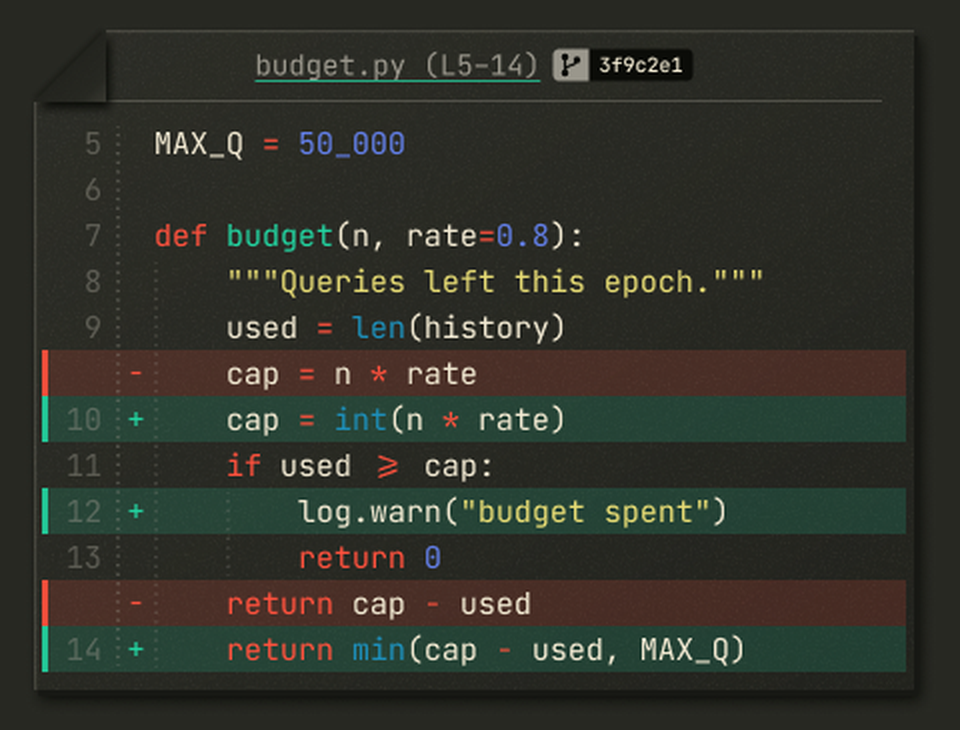 budget.py (L5-14) 3f9c2e1
5 MAX_Q = 50_000
6
7 def budget(n, rate=0.8):
8     """Queries left this epoch."""
9     used = len(history)
-     cap = n * rate
10 +     cap = int(n * rate)
11     if used >= cap:
12 +         log.warn("budget spent")
13         return 0
-     return cap - used
14 +     return min(cap - used, MAX_Q)